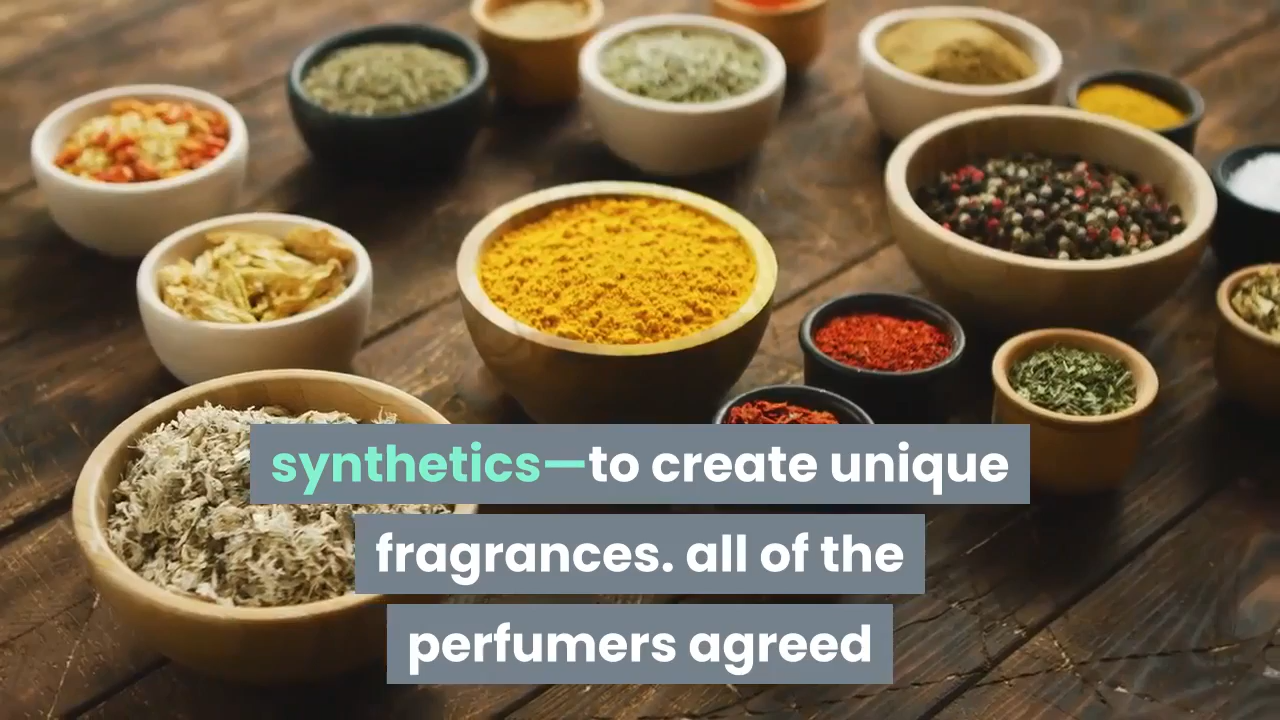 synthetics—to create unique
fragrances. all of the
perfumers agreed